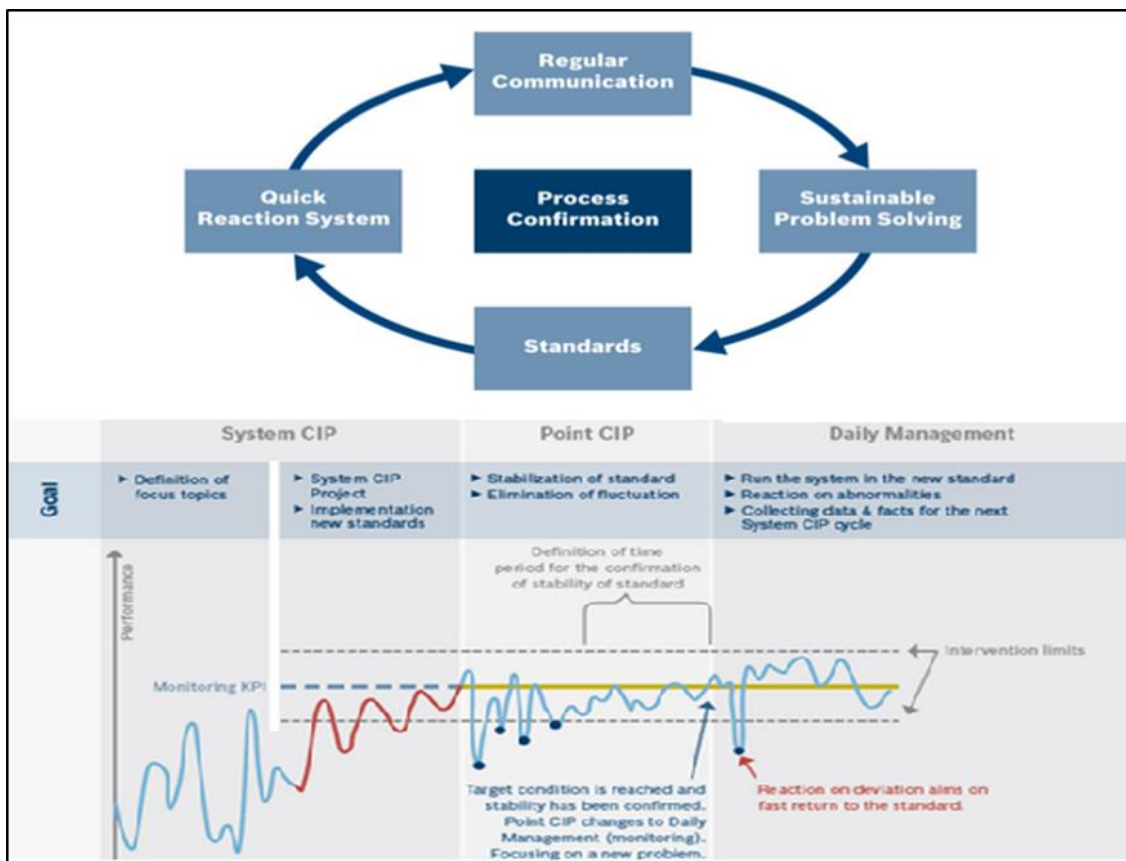 Regular
Communication
Quick
Reaction System
Process
Confirmation
Sustainable
Problem Solving
Standards
System CIP
Point CIP
Daily Management
Goal
► Definition of
focus topics
► System CIP
Project
► Implementation
new standards
► Stabilization of standard
► Elimination of fluctuation
► Run the system in the new standard
► Reaction on abnormalities
► Collecting data & facts for the next
System CIP cycle
Performance
Definition of time
period for the confirmation
of stability of standard
Intervention limits
Monitoring KPI
Target condition is reached and
stability has been confirmed.
Point CIP changes to Daily
Management (monitoring).
Focusing on a new problem.
Reaction on deviation aims on
fast return to the standard.